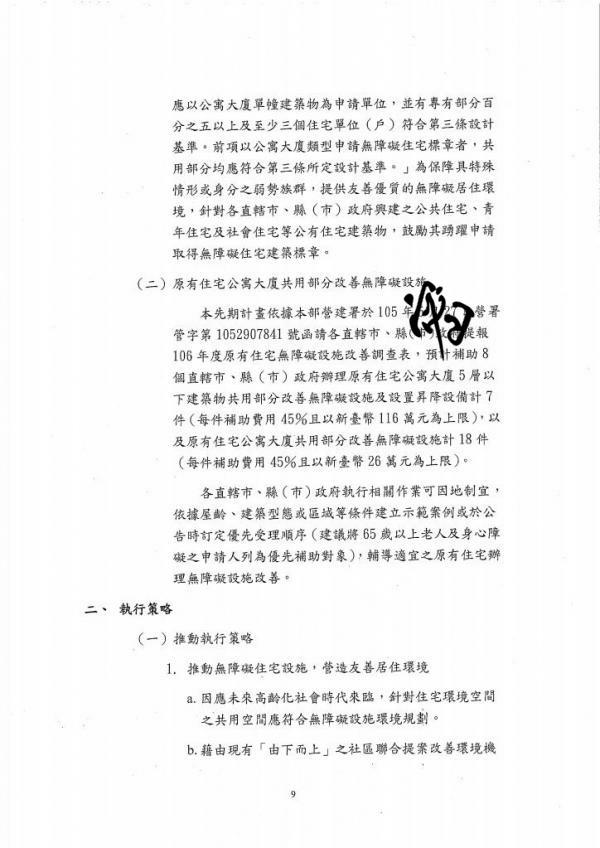 應以公寓大廈單幢建築物為申請單位，並有專有部分百
分之五以上及至少三個住宅單位（戶）符合第三條設計
基準。前項以公寓大廈類型申請無障礙住宅標章者，共
用部分均應符合第三條所定設計基準。」為保障具特殊
情形或身分之弱勢族群，提供友善優質的無障礙居住環
境，針對各直轄市、縣（市）政府興建之公共住宅、青
年住宅及社會住宅等公有住宅建築物，鼓勵其踴躍申請
取得無障礙住宅建築標章。
（二）原有住宅公寓大廈共用部分改善無障礙設施
本先期計畫依據本部營建署於 105 年 27 營署
管字第 1052907841 號函請各直轄市、縣(市)政府提報
106 年度原有住宅無障礙設施改善調查表，預計補助 8
個直轄市、縣（市）政府辦理原有住宅公寓大廈 5 層以
下建築物共用部分改善無障礙設施及設置昇降設備計 7
件（每件補助費用 45%且以新臺幣 116 萬元為上限），以
及原有住宅公寓大廈共用部分改善無障礙設施計 18 件
（每件補助費用 45%且以新臺幣 26 萬元為上限）。
各直轄市、縣（市）政府執行相關作業可因地制宜，
依據屋齡、建築型態或區域等條件建立示範案例或於公
告時訂定優先受理順序（建議將 65 歲以上老人及身心障
礙之申請人列為優先補助對象），輔導適宜之原有住宅辦
理無障礙設施改善。
二、 執行策略
（一）推動執行策略
1. 推動無障礙住宅設施，營造友善居住環境
a. 因應未來高齡化社會時代來臨，針對住宅環境空間
之共用空間應符合無障礙設施環境規劃。
b. 藉由現有「由下而上」之社區聯合提案改善環境機
9